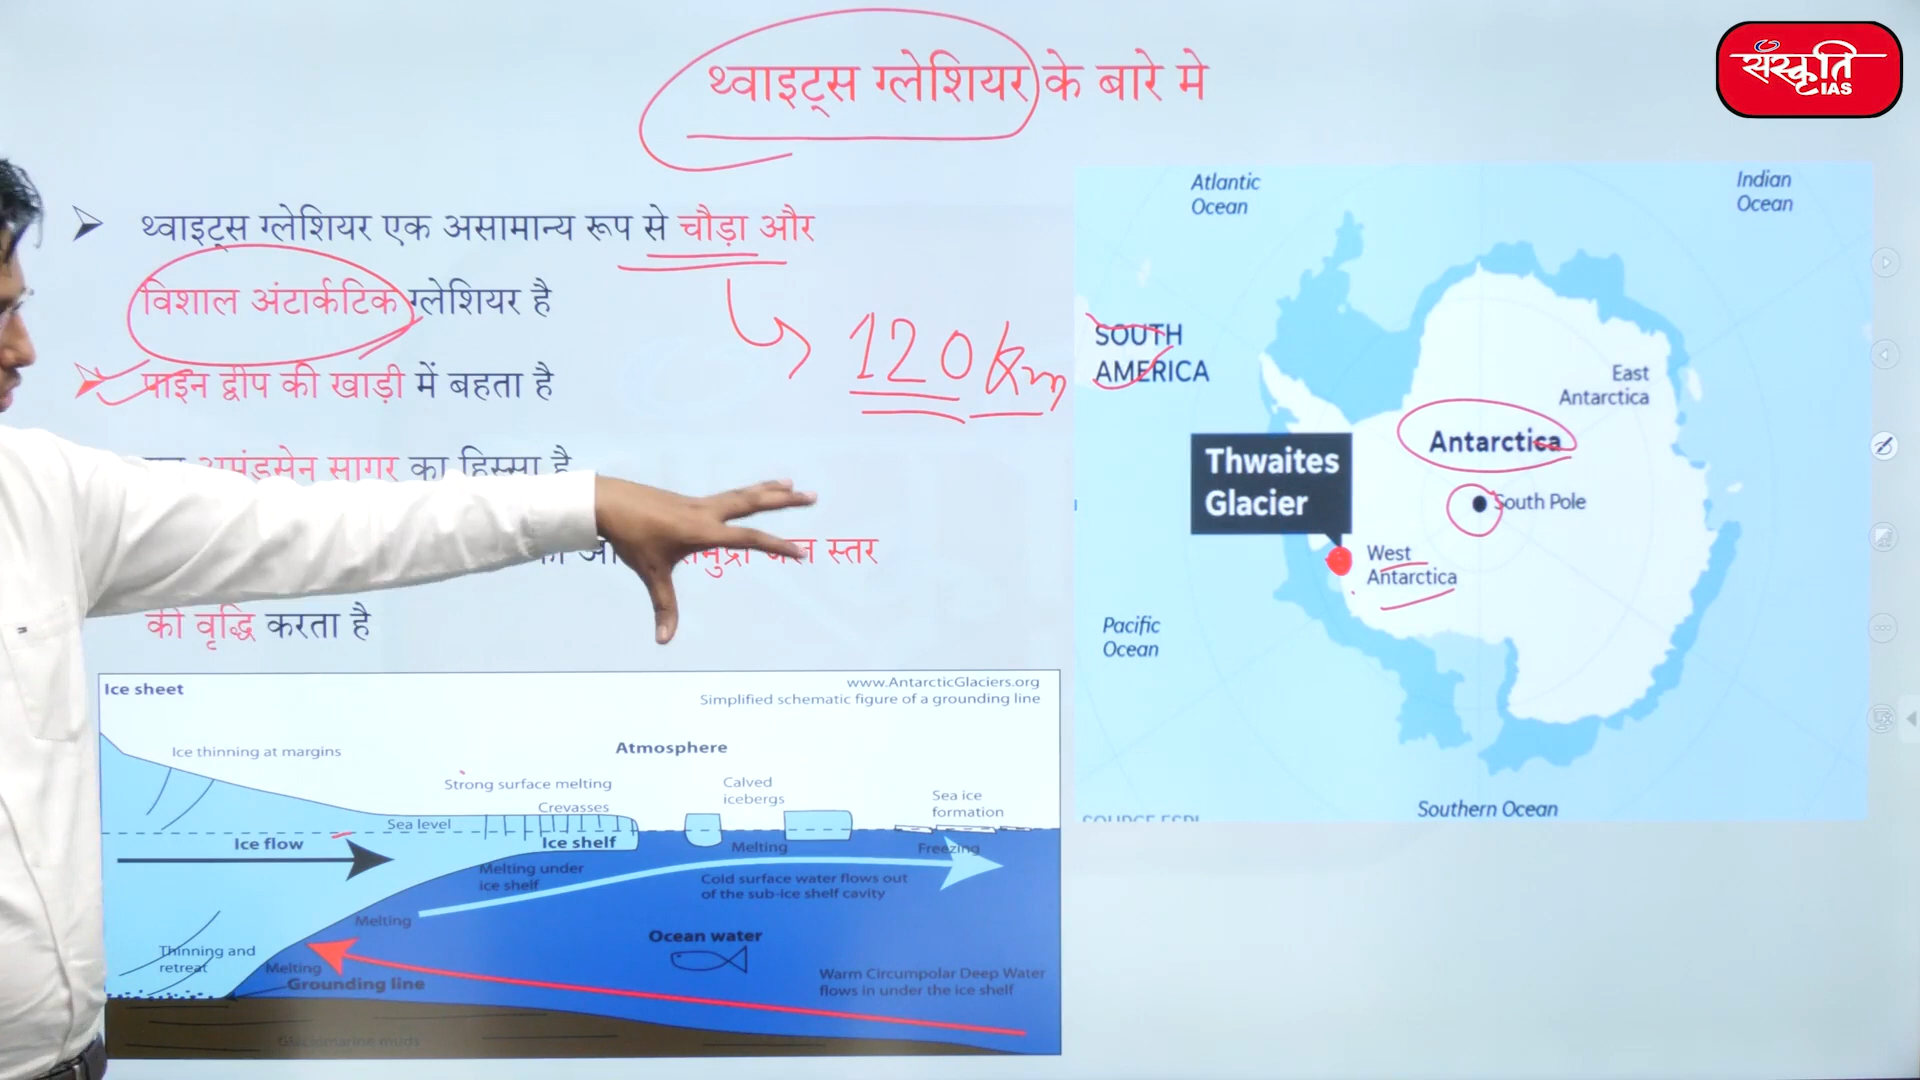 थ्वाइट्स ग्लेशियर के बारे मे
संस्कृति
IAS
थ्वाइट्स ग्लेशियर एक असामान्य रूप से चौड़ा और
विशाल अंटार्कटिक ग्लेशियर है
पाइन द्वीप की खाड़ी में बहता है
अमुंडसेन सागर का हिस्सा है
स्तर
की वृद्धि करता है
120 Km
Atlantic
Ocean
Indian
Ocean
SOUTH
AMERICA
East
Antarctica
Antarctica
Thwaites
Glacier
South Pole
West
Antarctica
Pacific
Ocean
Southern Ocean
Ice sheet
www.AntarcticGlaciers.org
Simplified schematic figure of a grounding line
Ice thinning at margins
Atmosphere
Strong surface melting
Calved
icebergs
Crevasses
Sea ice
formation
Sea level
Ice flow
Ice shelf
Melting
Freezing
Melting under
ice shelf
Cold surface water flows out
of the sub-ice shelf cavity
Melting
Ocean water
Thinning and
retreat
Melting
Grounding line
Warm Circumpolar Deep Water
flows in under the ice shelf
Glaciomarine muds